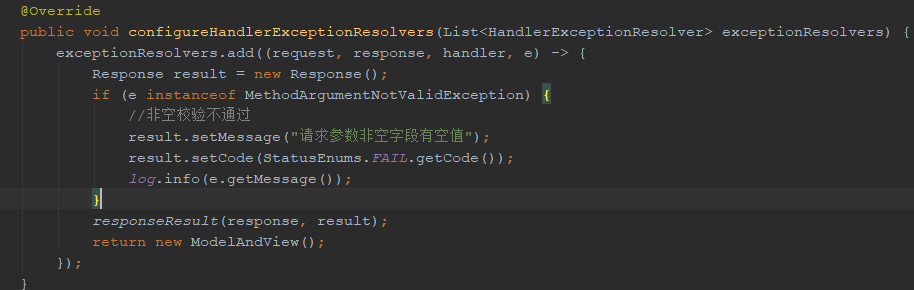 @Override
public void configureHandlerExceptionResolvers(List<HandlerExceptionResolver> exceptionResolvers) {
exceptionResolvers.add((request, response, handler, e) -> {
Response result = new Response();
if (e instanceof MethodArgumentNotValidException) {
//非空校验不通过
result.setMessage("请求参数非空字段有空值");
result.setCode(StatusEnums.FAIL.getCode());
log.info(e.getMessage());
}
responseResult(response, result);
return new ModelAndView();
});
}